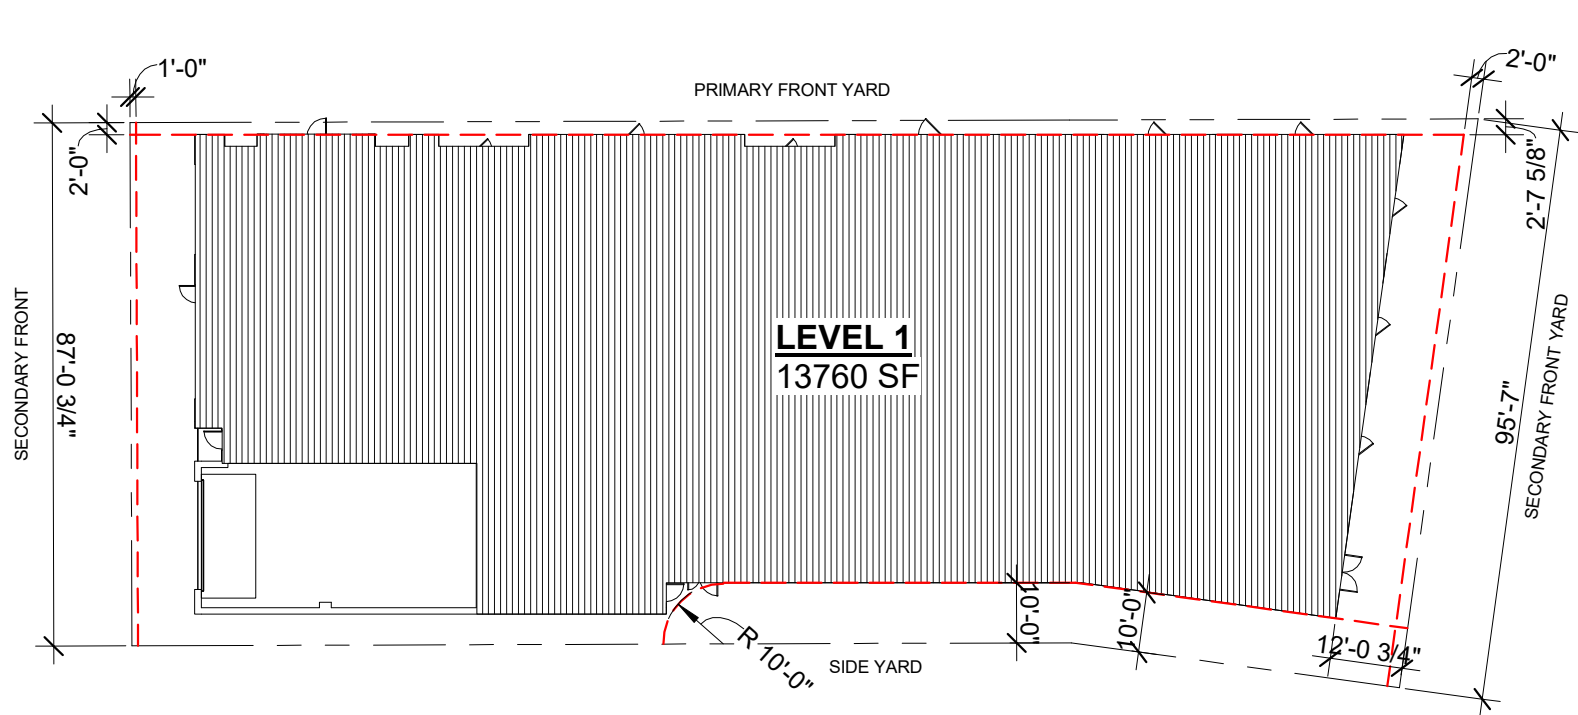 1'-0"
2'-0"
PRIMARY FRONT YARD
2'-0"
2'-7 5/8"
SECONDARY FRONT
87'-0 3/4"
LEVEL 1
13760 SF
95'-7"
SECONDARY FRONT YARD
10'-0"
10'-0"
R 10'-0"
12'-0 3/4"
SIDE YARD